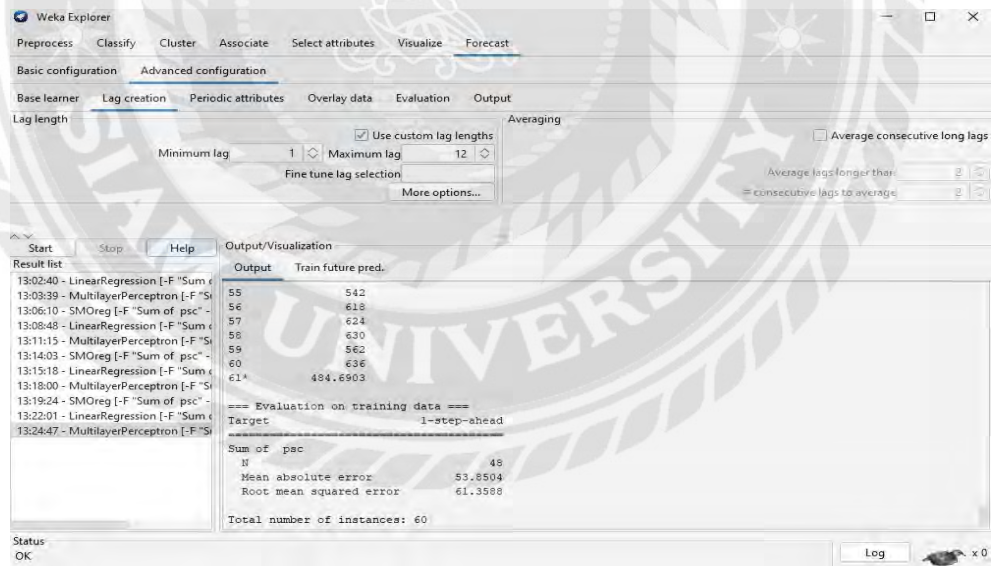 Weka Explorer
Preprocess Classify Cluster Associate Select attributes Visualize Forecast
Basic configuration Advanced configuration
Base learner Lag creation Periodic attributes Overlay data Evaluation Output
Lag length
Use custom lag lengths
Minimum lag 1 Maximum lag 12
Fine tune lag selection
More options...
Averaging
Average consecutive long lags
Average lags longer than 2
= consecutive lags to average 2
Start Stop Help
Result list
13:02:40 - LinearRegression [-F "Sum
13:03:39 - MultilayerPerceptron [-F "S
13:06:10 - SMOreg [-F "Sum of psc" -
13:08:48 - LinearRegression [-F "Sum
13:11:15 - MultilayerPerceptron [-F "S
13:14:03 - SMOreg [-F "Sum of psc" -
13:15:18 - LinearRegression [-F "Sum
13:18:00 - MultilayerPerceptron [-F "S
13:19:24 - SMOreg [-F "Sum of psc" -
13:22:01 - LinearRegression [-F "Sum
13:24:47 - MultilayerPerceptron [-F "S
Output/Visualization
Output Train future pred.
55 542
56 618
57 624
58 630
59 562
60 636
61* 484.6903
=== Evaluation on training data ===
Target 1-step-ahead
Sum of psc
N 48
Mean absolute error 53.8504
Root mean squared error 61.3588
Total number of instances: 60
Status
OK
Log x 0
SIAM UNIVERSITY